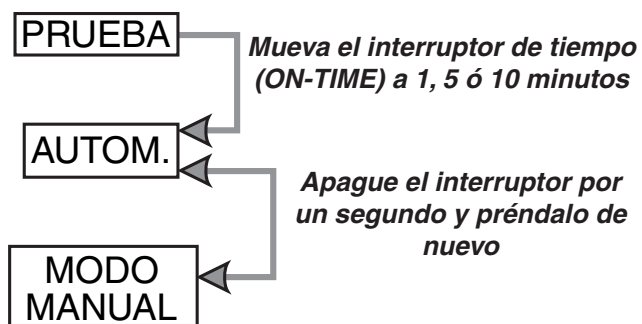 PRUEBA
Mueva el interruptor de tiempo
(ON-TIME) a 1, 5 ó 10 minutos
AUTOM.
Apague el interruptor por
un segundo y préndalo de
nuevo
MODO
MANUAL